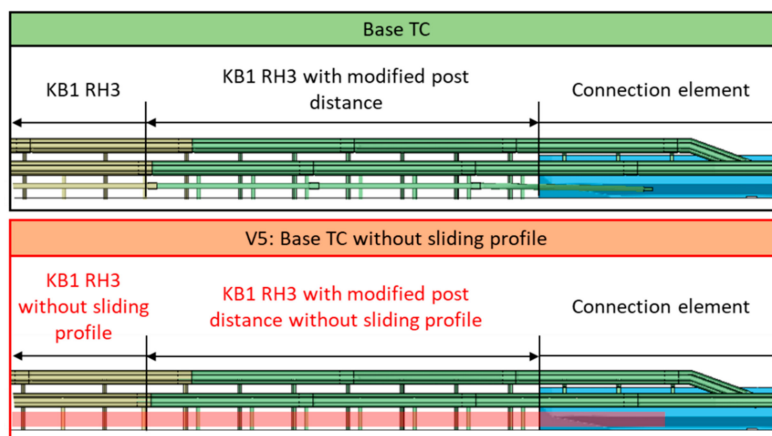 Base TC
KB1 RH3
KB1 RH3 with modified post
distance
Connection element
V5: Base TC without sliding profile
KB1 RH3
without sliding
profile
KB1 RH3 with modified post
distance without sliding profile
Connection element